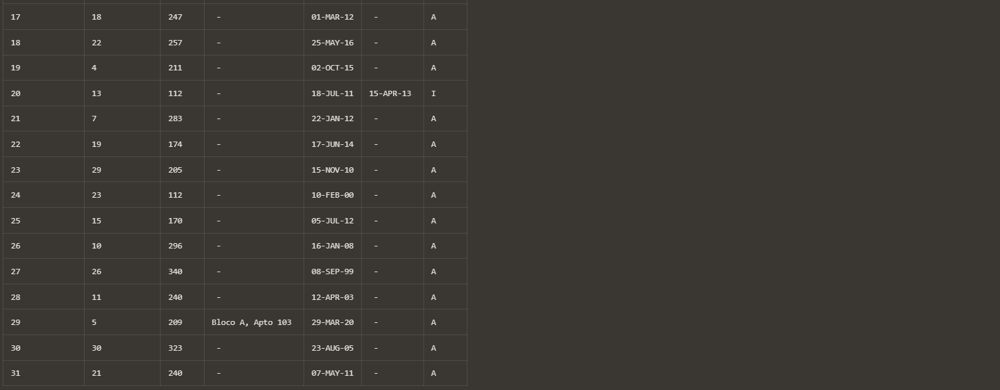 17 18 247 - 01-MAR-12 - A
18 22 257 - 25-MAY-16 - A
19 4 211 - 02-OCT-15 - A
20 13 112 - 18-JUL-11 15-APR-13 I
21 7 283 - 22-JAN-12 - A
22 19 174 - 17-JUN-14 - A
23 29 205 - 15-NOV-10 - A
24 23 112 - 10-FEB-00 - A
25 15 170 - 05-JUL-12 - A
26 10 296 - 16-JAN-08 - A
27 26 340 - 08-SEP-99 - A
28 11 240 - 12-APR-03 - A
29 5 209 Bloco A, Apto 103 29-MAR-20 - A
30 30 323 - 23-AUG-05 - A
31 21 240 - 07-MAY-11 - A